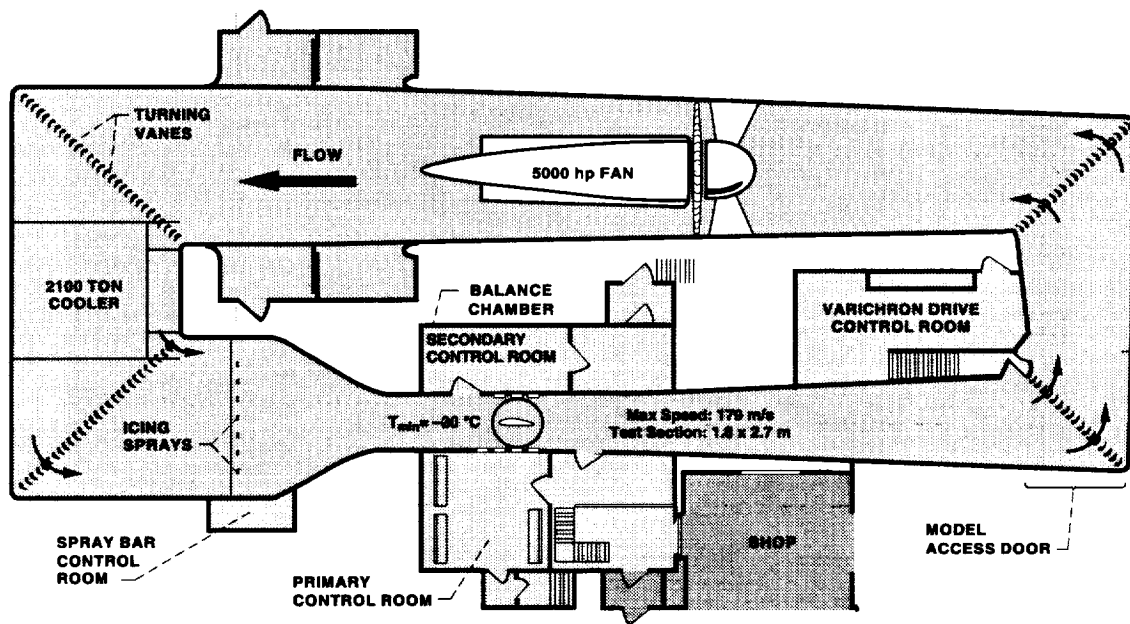 TURNING
VANES
FLOW
5000 hp FAN
2100 TON
COOLER
BALANCE
CHAMBER
SECONDARY
CONTROL ROOM
VARICHRON DRIVE
CONTROL ROOM
ICING
SPRAYS
Tmin= –30 °C
Max Speed: 179 m/s
Test Section: 1.8 x 2.7 m
SPRAY BAR
CONTROL
ROOM
PRIMARY
CONTROL ROOM
SHOP
MODEL
ACCESS DOOR